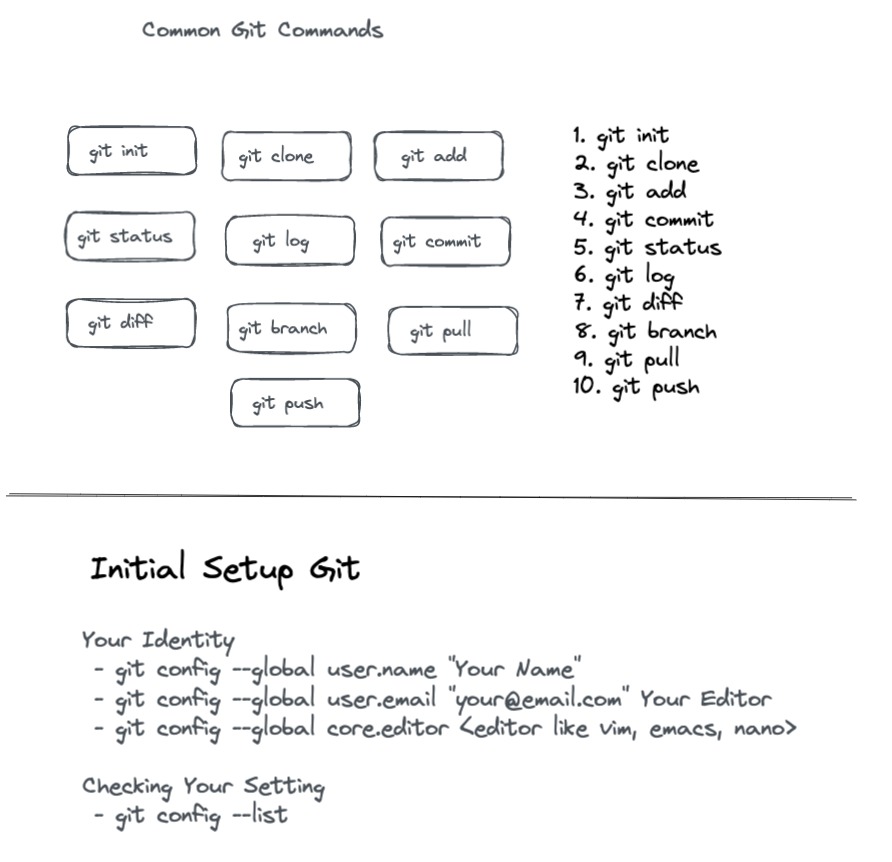 Common Git Commands
git init
git clone
git add
git status
git log
git commit
git diff
git branch
git pull
git push
1. git init
2. git clone
3. git add
4. git commit
5. git status
6. git log
7. git diff
8. git branch
9. git pull
10. git push
Initial Setup Git
Your Identity
- git config --global user.name "Your Name"
- git config --global user.email "your@email.com" Your Editor
- git config --global core.editor <editor like vim, emacs, nano>
Checking Your Setting
- git config --list